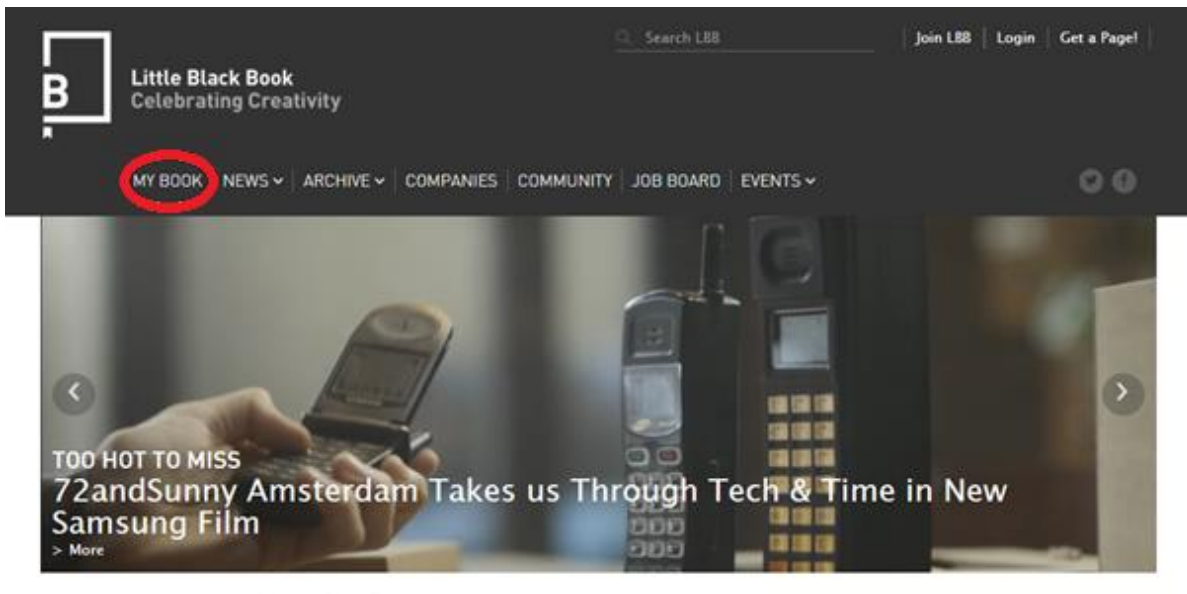 Search LBB
Join LBB Login Get a Page!
B
Little Black Book
Celebrating Creativity
MY BOOK NEWS ARCHIVE COMPANIES COMMUNITY JOB BOARD EVENTS
TOO HOT TO MISS
72andSunny Amsterdam Takes us Through Tech & Time in New
Samsung Film
> More